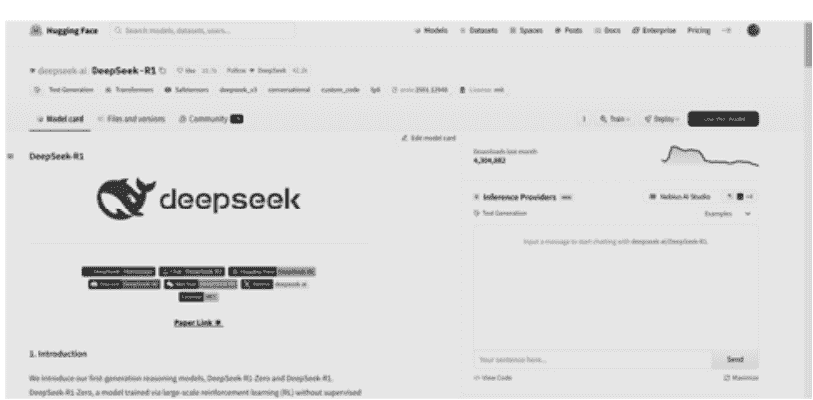 Hugging Face Search models, datasets, users... Models Datasets Spaces Posts Docs Enterprise Pricing
deepseek-ai DeepSeek-R1 Like Follow DeepSeek
Text Generation Transformers Safetensors deepseek_v3 conversational custom_code fp8 License: mit
Model card Files and versions Community Train Deploy Use this model
Edit model card
DeepSeek-R1
deepseek
Paper Link
1. Introduction
We introduce our first-generation reasoning models, DeepSeek-R1-Zero and DeepSeek-R1.
DeepSeek-R1-Zero, a model trained via large-scale reinforcement learning (RL) without supervised
Downloads last month
4,304,882
Inference Providers Nebius AI Studio
Text Generation Examples
Input a message to start chatting with deepseek-ai/DeepSeek-R1.
Your sentence here... Send
View Code Maximize